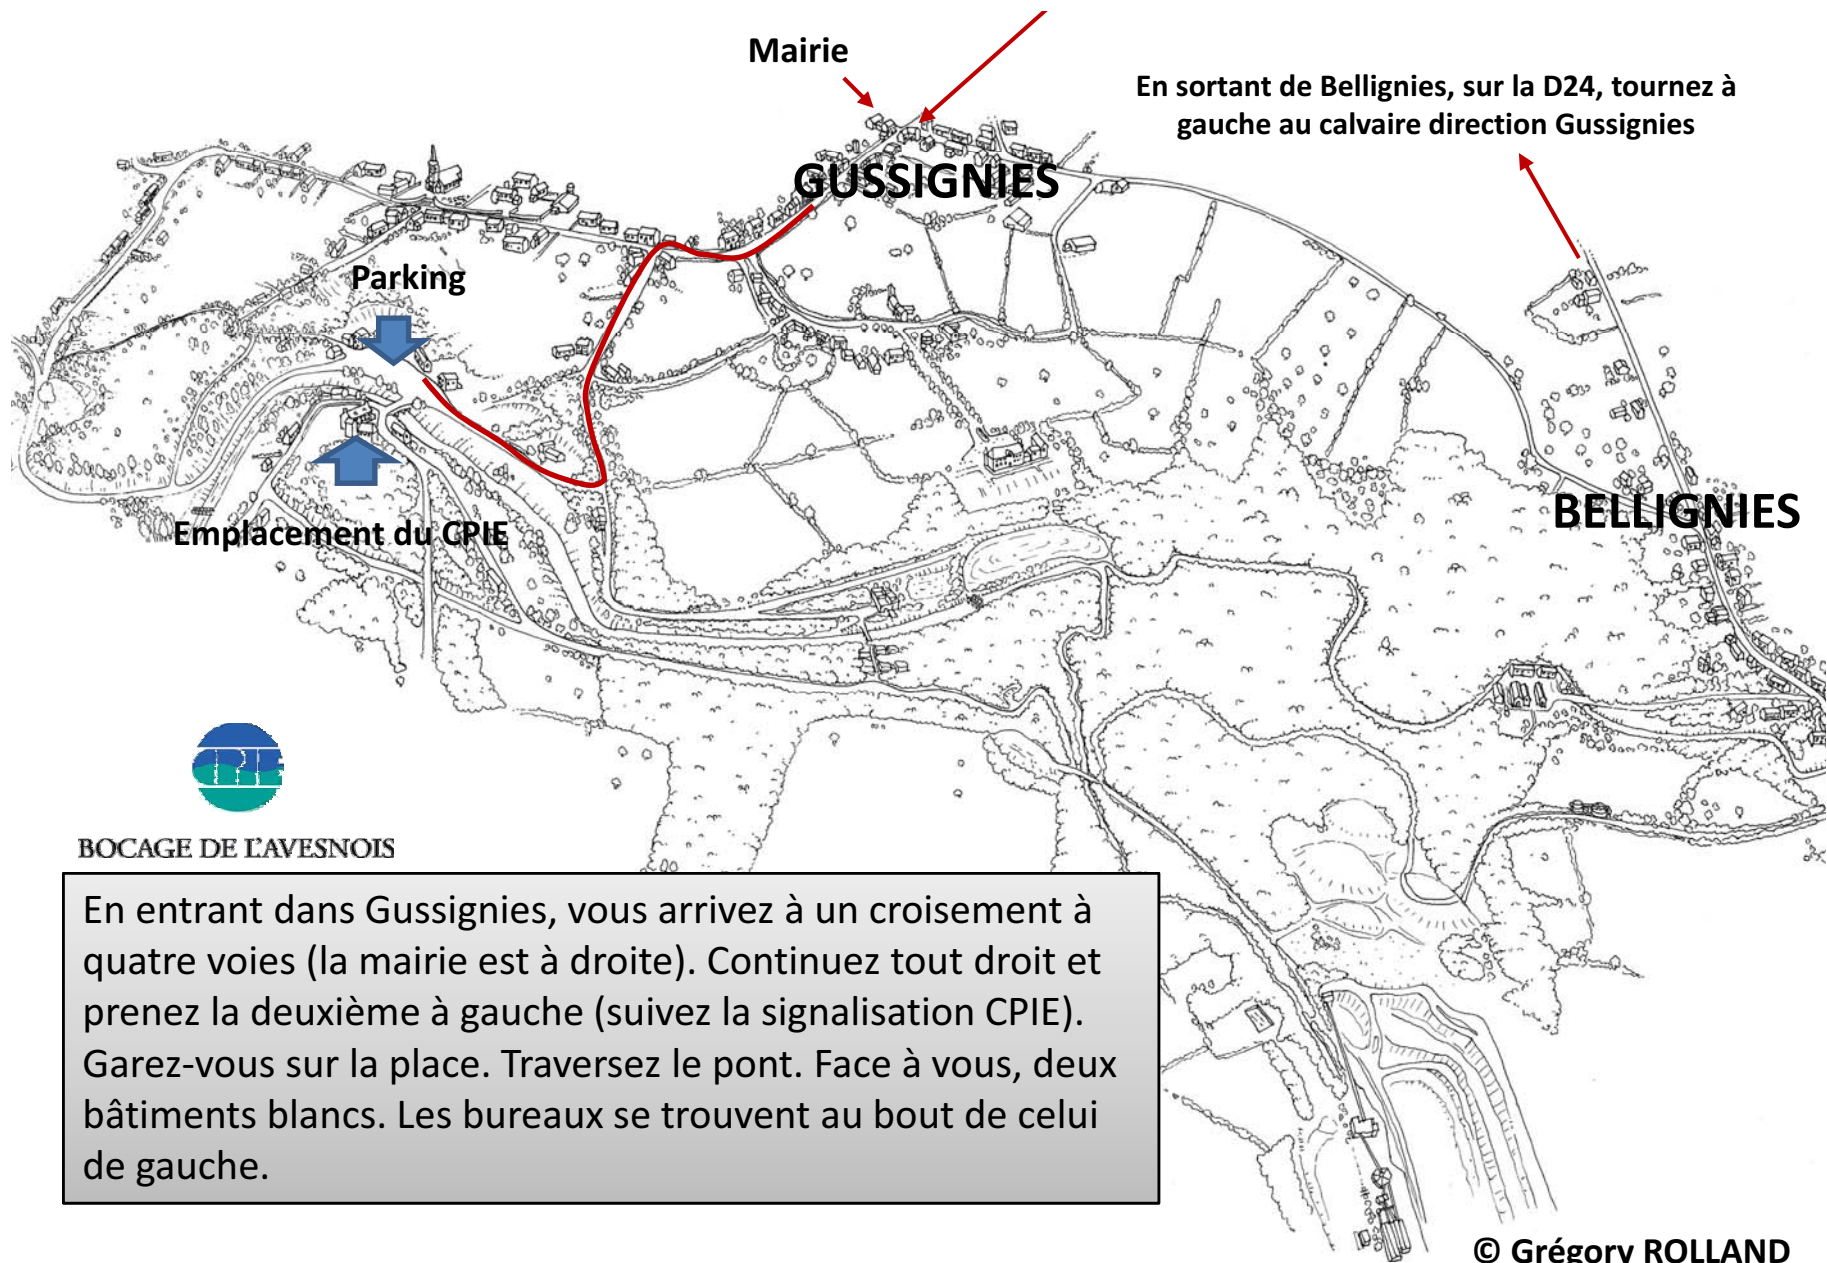 Mairie
En sortant de Bellignies, sur la D24, tournez à
gauche au calvaire direction Gussignies
GUSSIGNIES
Parking
BELLIGNIES
Emplacement du CPIE
CPIE
BOCAGE DE L'AVESNOIS
En entrant dans Gussignies, vous arrivez à un croisement à
quatre voies (la mairie est à droite). Continuez tout droit et
prenez la deuxième à gauche (suivez la signalisation CPIE).
Garez-vous sur la place. Traversez le pont. Face à vous, deux
bâtiments blancs. Les bureaux se trouvent au bout de celui
de gauche.
© Grégory ROLLAND